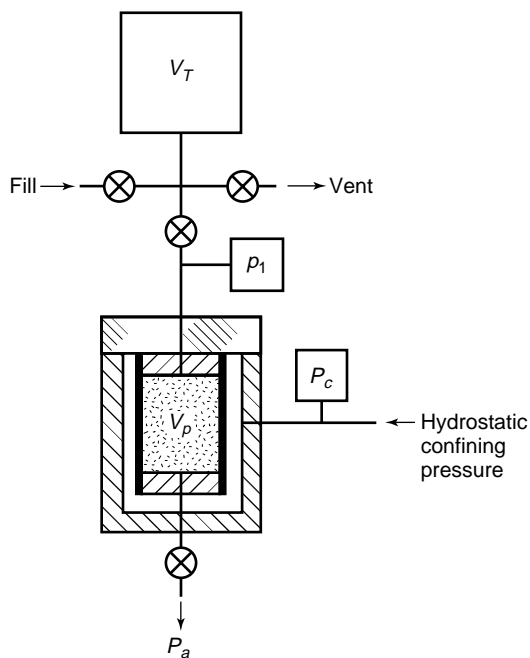 V_T
Fill
Vent
p_1
P_c
V_p
Hydrostatic
confining
pressure
P_a